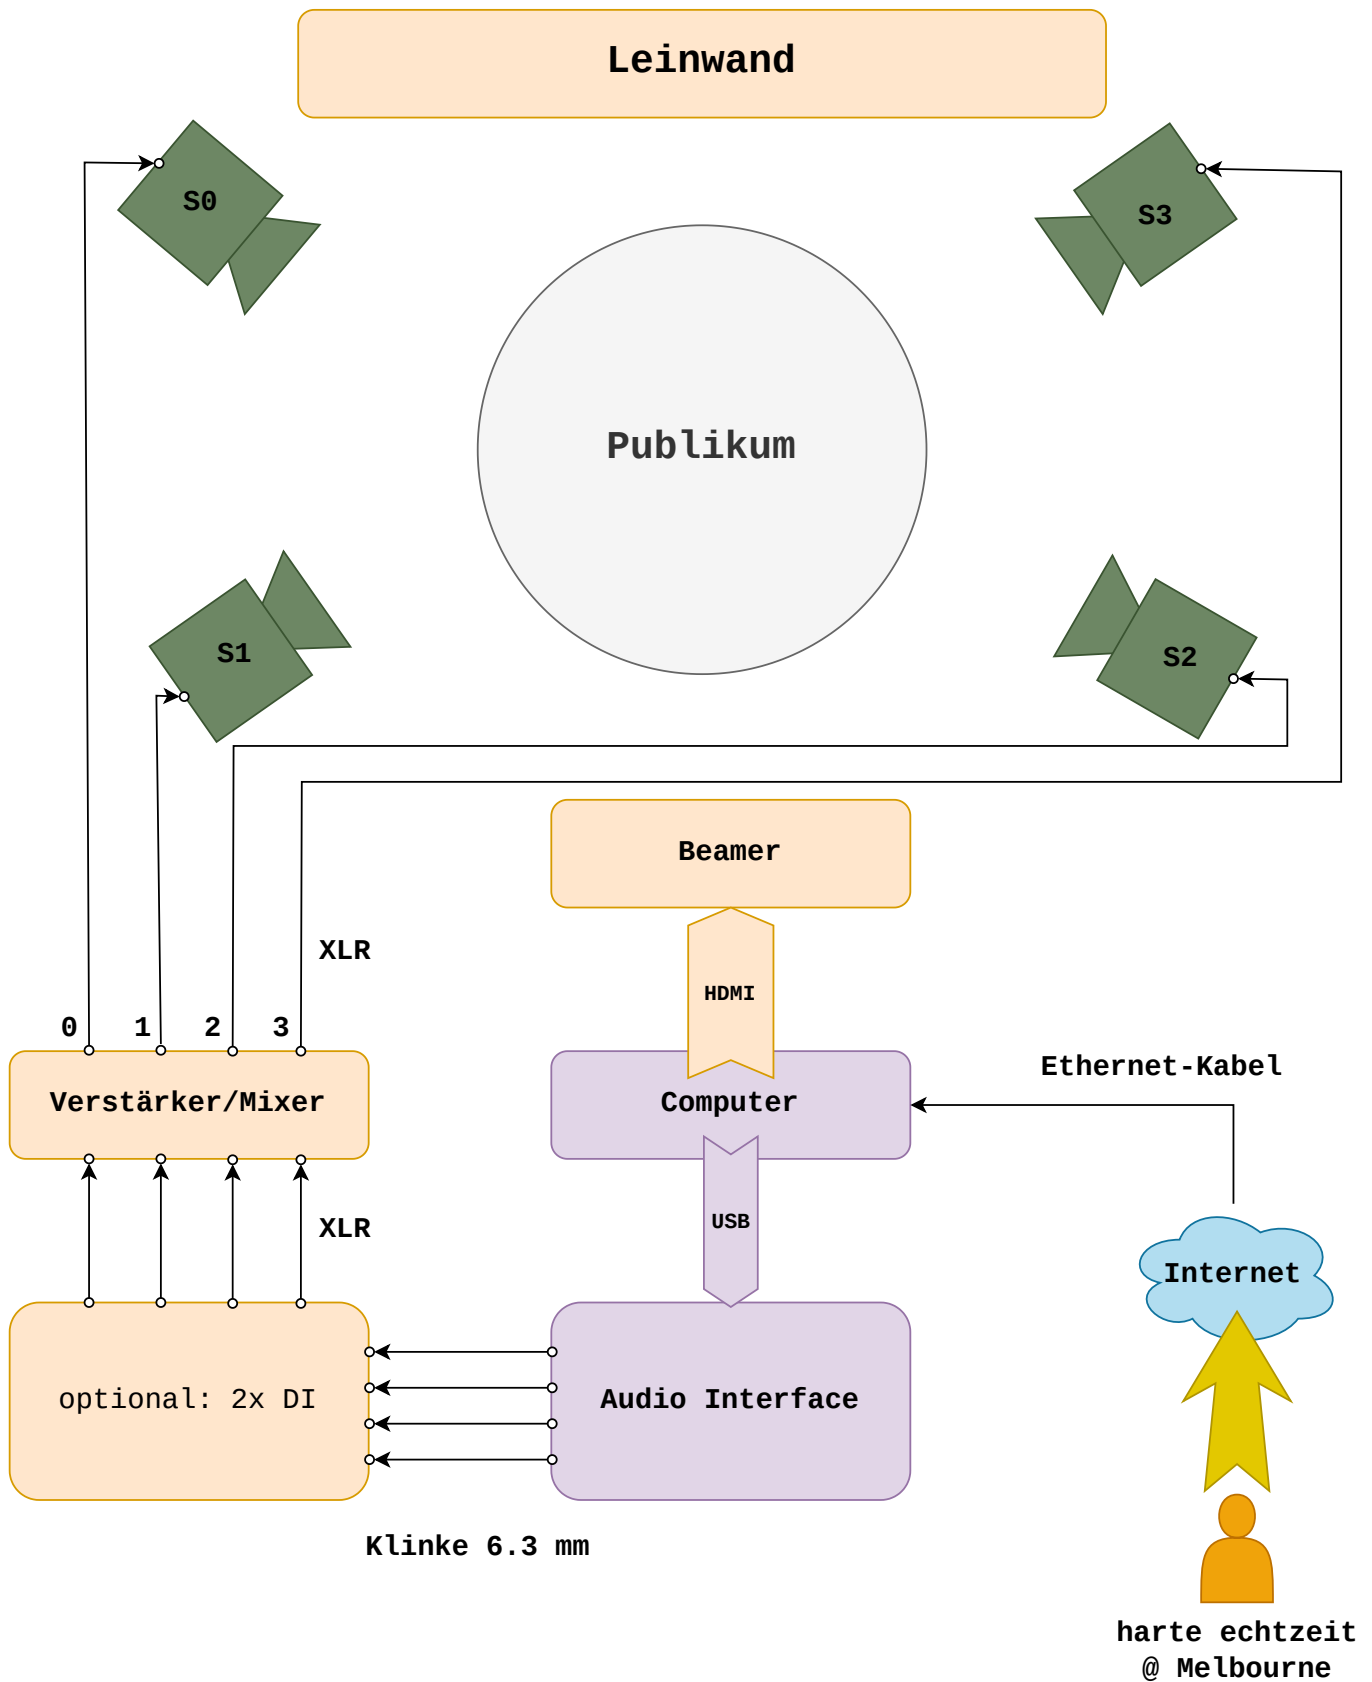 Leinwand
S0
S3
Publikum
S1
S2
Beamer
XLR
HDMI
0
1
2
3
Verstärker/Mixer
Computer
Ethernet-Kabel
XLR
USB
Internet
optional: 2x DI
Audio Interface
Klinke 6.3 mm
harte echtzeit
@ Melbourne